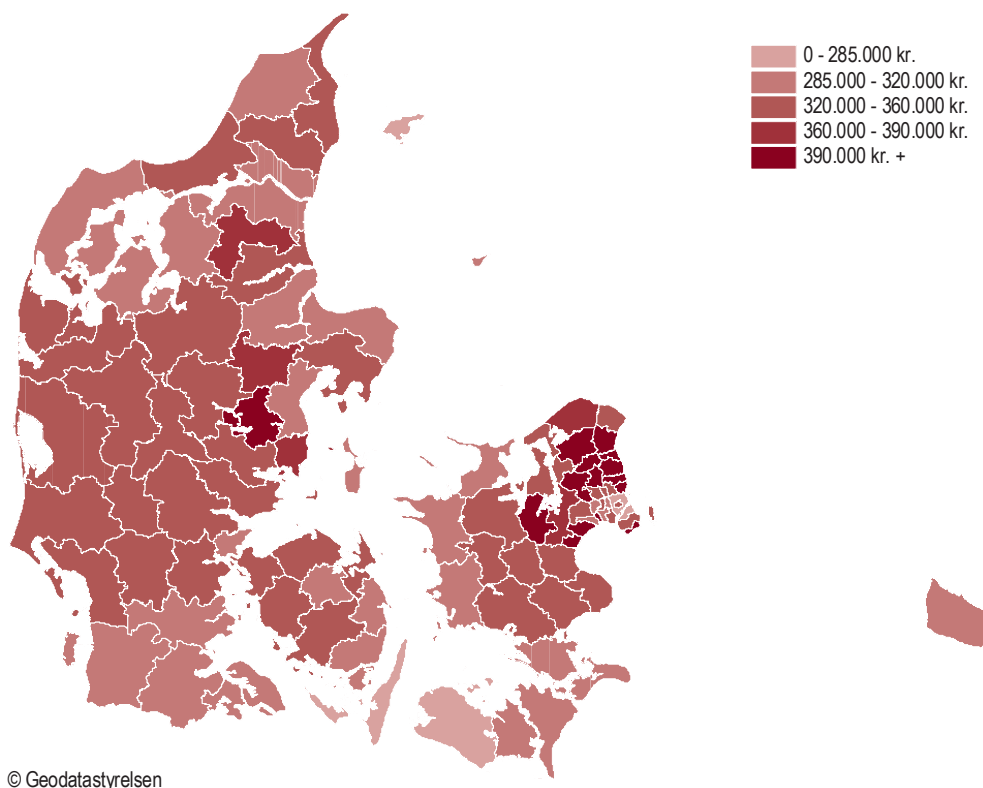 0 - 285.000 kr.
285.000 - 320.000 kr.
320.000 - 360.000 kr.
360.000 - 390.000 kr.
390.000 kr. +
© Geodatastyrelsen